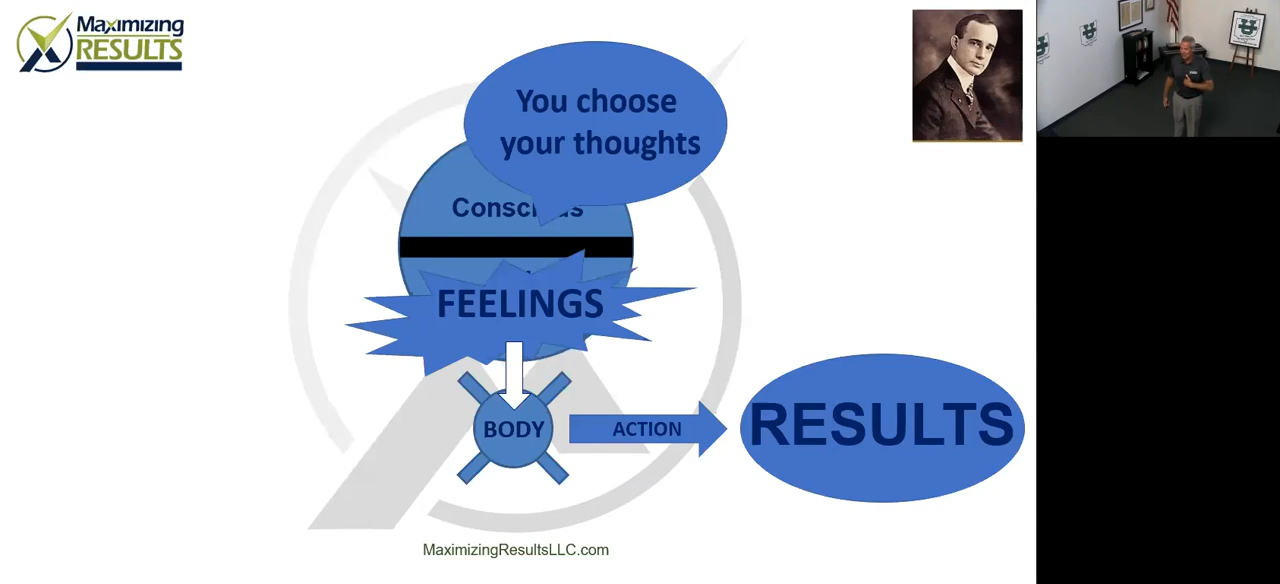 Maximizing
RESULTS
You choose
your thoughts
FEELINGS
BODY
ACTION
RESULTS
MaximizingResultsLLC.com